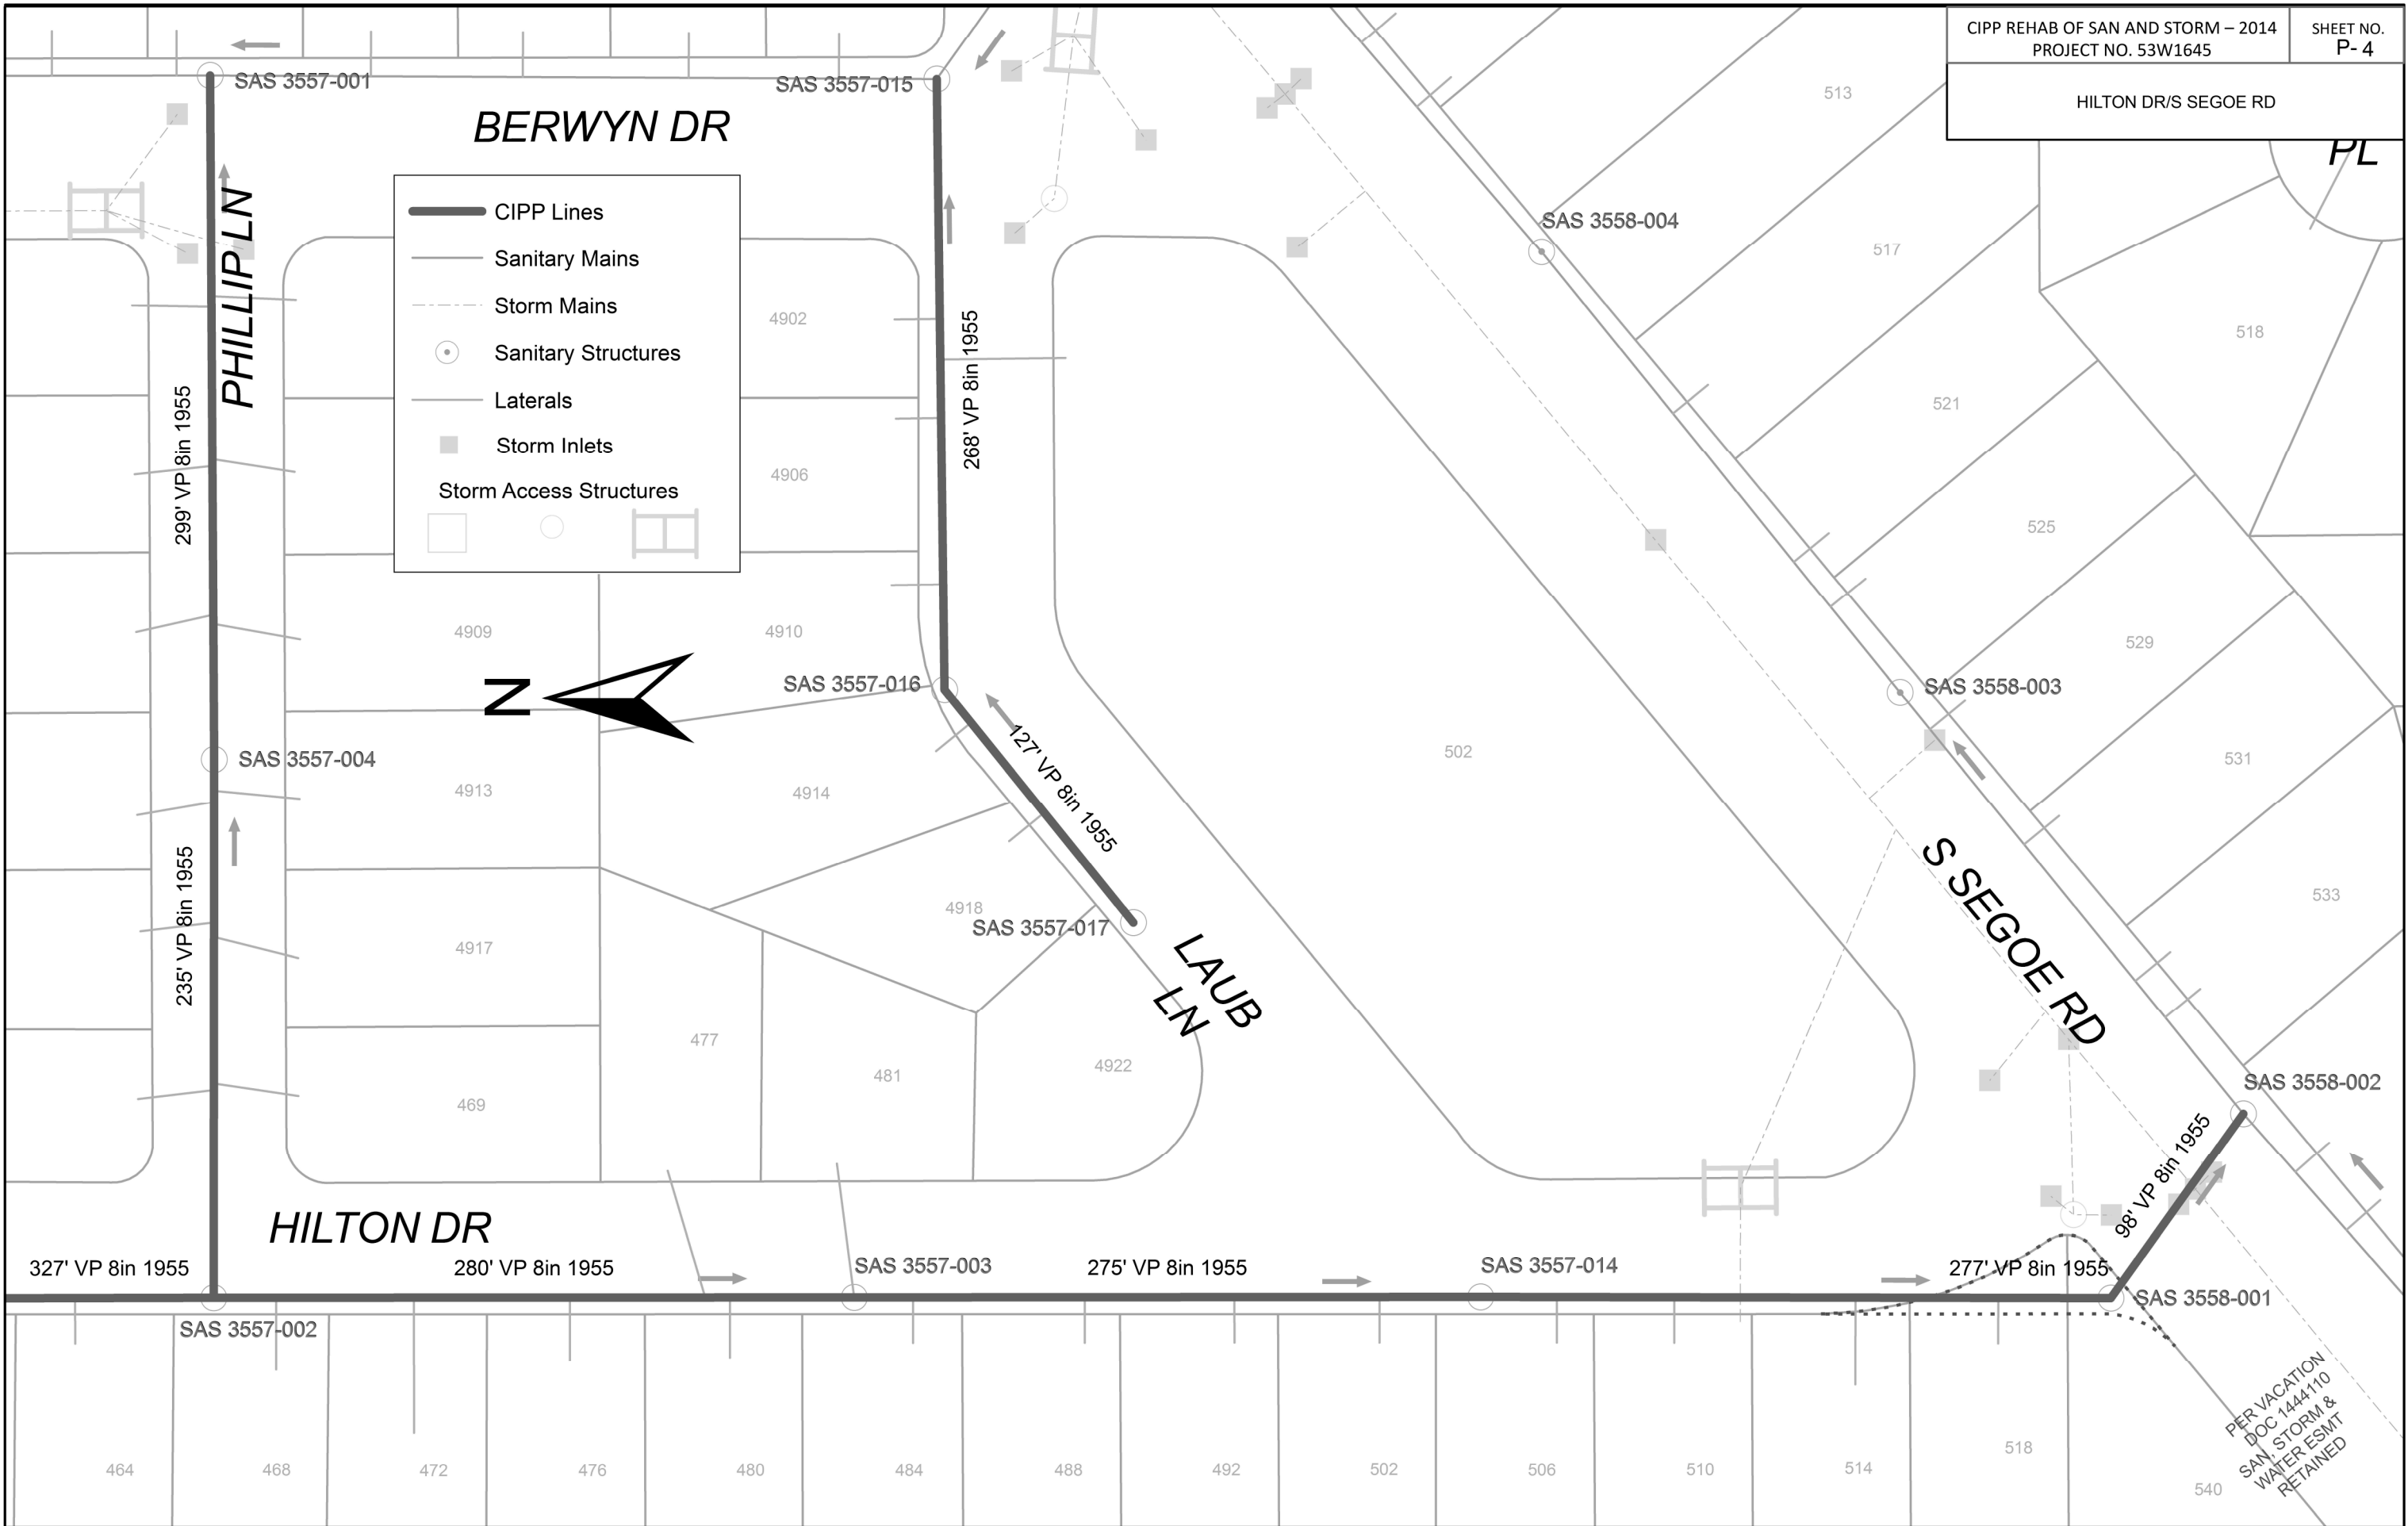 CIPP REHAB OF SAN AND STORM – 2014
PROJECT NO. 53W1645
SHEET NO.
P- 4
HILTON DR/S SEGOE RD
PL
SAS 3557-001
SAS 3557-015
BERWYN DR
PHILLIP LN
CIPP Lines
Sanitary Mains
Storm Mains
Sanitary Structures
Laterals
Storm Inlets
Storm Access Structures
SAS 3558-004
513
517
518
521
525
529
531
533
4902
4906
4909
4910
299' VP 8in 1955
268' VP 8in 1955
N
SAS 3557-016
SAS 3558-003
127' VP 8in 1955
502
SAS 3557-004
4913
4914
235' VP 8in 1955
4917
4918
SAS 3557-017
LAUB
LN
S SEGOE RD
477
481
4922
469
SAS 3558-002
98' VP 8in 1955
HILTON DR
327' VP 8in 1955
280' VP 8in 1955
SAS 3557-003
275' VP 8in 1955
SAS 3557-014
277' VP 8in 1955
SAS 3558-001
SAS 3557-002
PER VACATION
DOC 1444110
SAN, STORM &
WATER ESMT
RETAINED
464
468
472
476
480
484
488
492
502
506
510
514
518
540